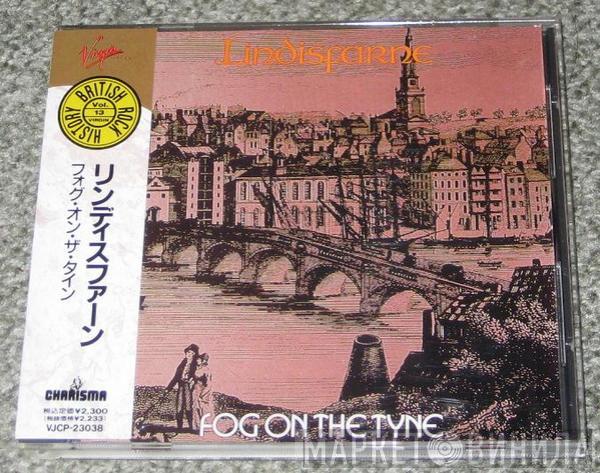 Virgin
BRITISH ROCK HISTORY
Vol.
13
VIRGIN
リンディスファーン
フォグ・オン・ザ・タイン
CHARISMA
税込定価¥2,300
(税抜価格¥2,233)
VJCP-23038
Lindisfarne
FOG ON THE TYNE
МАРКЕТ ВИНИЛА